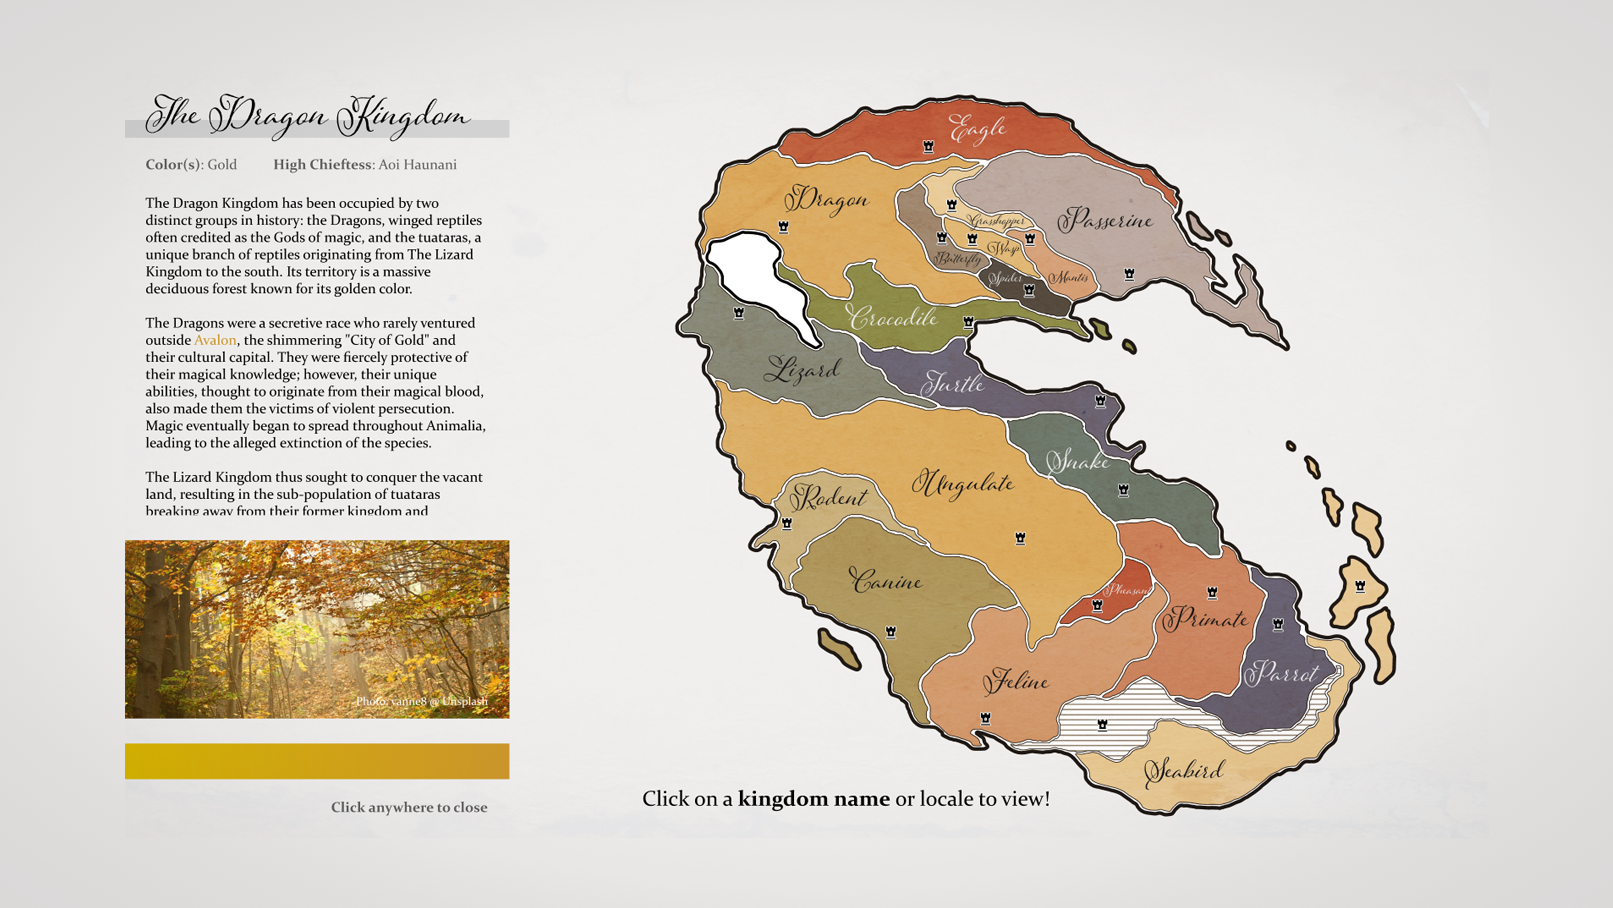 The Dragon Kingdom
Color(s): Gold High Chieftess: Aoi Haunani
The Dragon Kingdom has been occupied by two
distinct groups in history: the Dragons, winged reptiles
often credited as the Gods of magic, and the tuataras, a
unique branch of reptiles originating from The Lizard
Kingdom to the south. Its territory is a massive
deciduous forest known for its golden color.
The Dragons were a secretive race who rarely ventured
outside Avalon, the shimmering "City of Gold" and
their cultural capital. They were fiercely protective of
their magical knowledge; however, their unique
abilities, thought to originate from their magical blood,
also made them the victims of violent persecution.
Magic eventually began to spread throughout Animalia,
leading to the alleged extinction of the species.
The Lizard Kingdom thus sought to conquer the vacant
land, resulting in the sub-population of tuataras
breaking away from their former kingdom and
Photo: vanne8 @ Unsplash
Click anywhere to close
Eagle
Dragon
Passerine
Grasshopper
Wasp
Butterfly
Spider
Mantis
Crocodile
Lizard
Turtle
Snake
Ungulate
Rodent
Canine
Pheasant
Primate
Parrot
Feline
Seabird
Click on a kingdom name or locale to view!